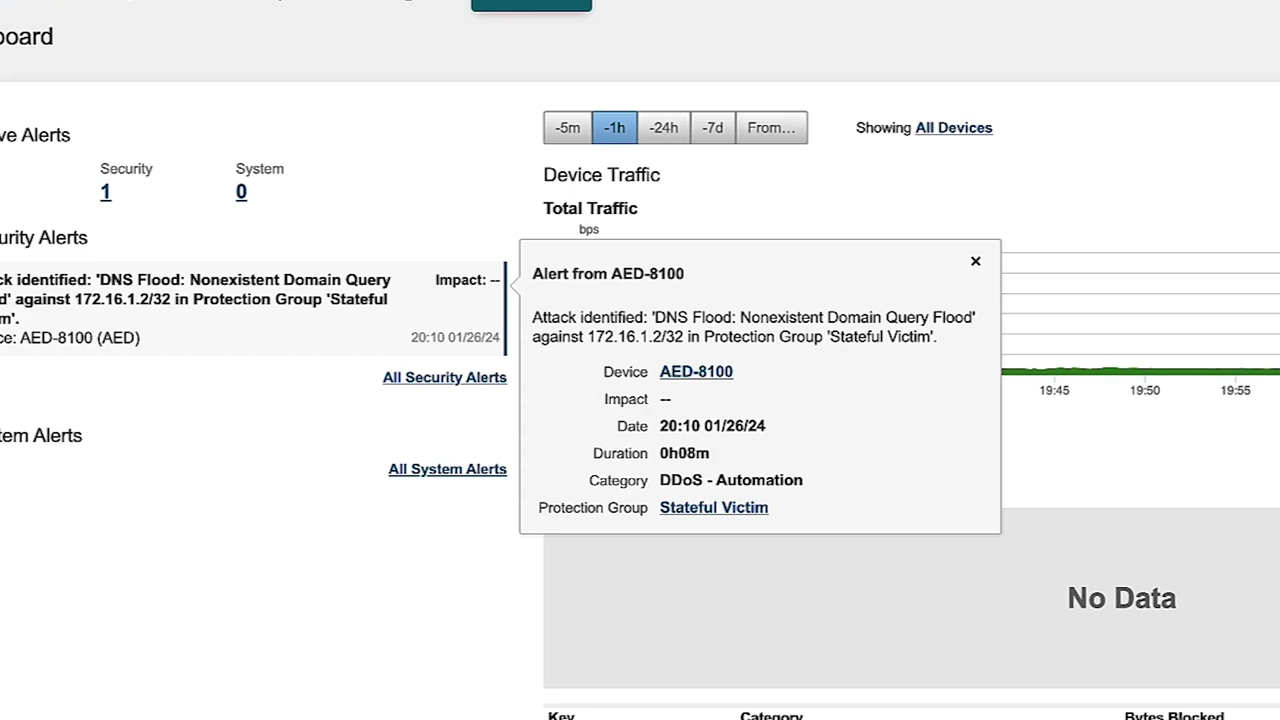 board
ve Alerts
Security
System
1
0
urity Alerts
ck identified: 'DNS Flood: Nonexistent Domain Query
d' against 172.16.1.2/32 in Protection Group 'Stateful
m'.
Impact: --
ce: AED-8100 (AED)
20:10 01/26/24
All Security Alerts
tem Alerts
All System Alerts
-5m
-1h
-24h
-7d
From...
Showing All Devices
Device Traffic
Total Traffic
bps
Alert from AED-8100
×
Attack identified: 'DNS Flood: Nonexistent Domain Query Flood'
against 172.16.1.2/32 in Protection Group 'Stateful Victim'.
Device AED-8100
Impact --
Date 20:10 01/26/24
Duration 0h08m
Category DDoS - Automation
Protection Group Stateful Victim
19:45
19:50
19:55
No Data
Key
Category
Bytes Blocked